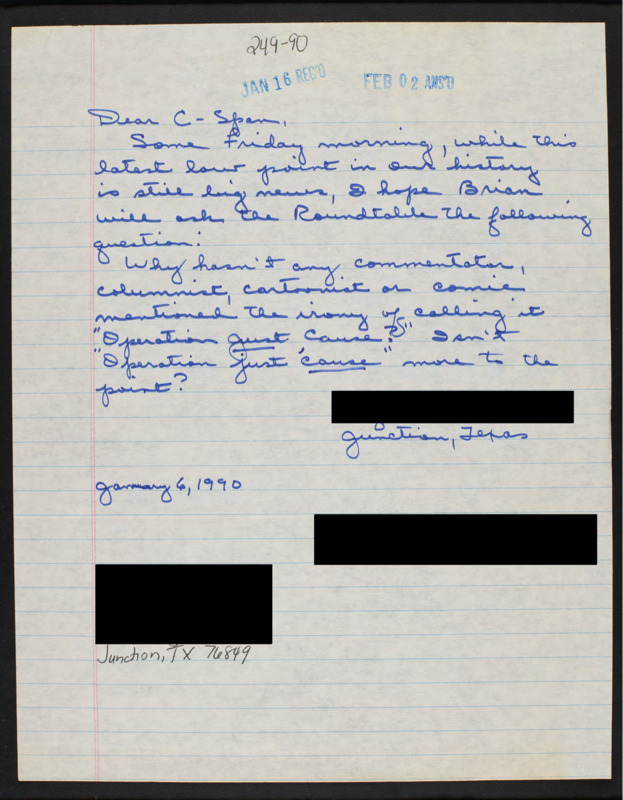 249-90
JAN 16 REC'D FEB 02 ANS'D
Dear C-Span,
Some Friday morning, while this
latest low point in our history
is still big news, I hope Brian
will ask the Roundtable the following
question:
Why hasn't any commentator,
columnist, cartoonist or comic
mentioned the irony of calling it
"Operation Just Cause?" Isn't
"Operation just 'cause" more to the
point?
Junction, Texas
January 6, 1990
Junction, TX 76849